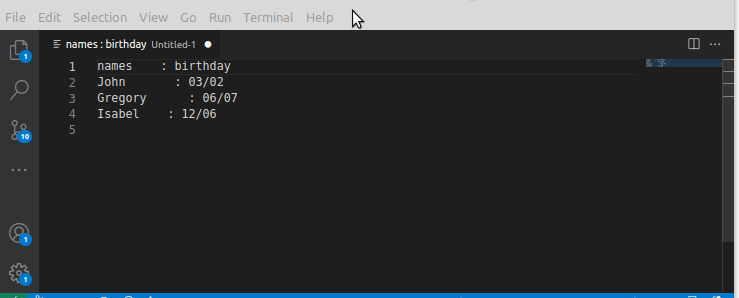 File Edit Selection View Go Run Terminal Help
names : birthday Untitled-1
1 names    : birthday
2 John       : 03/02
3 Gregory      : 06/07
4 Isabel    : 12/06
5
1
10
1
1